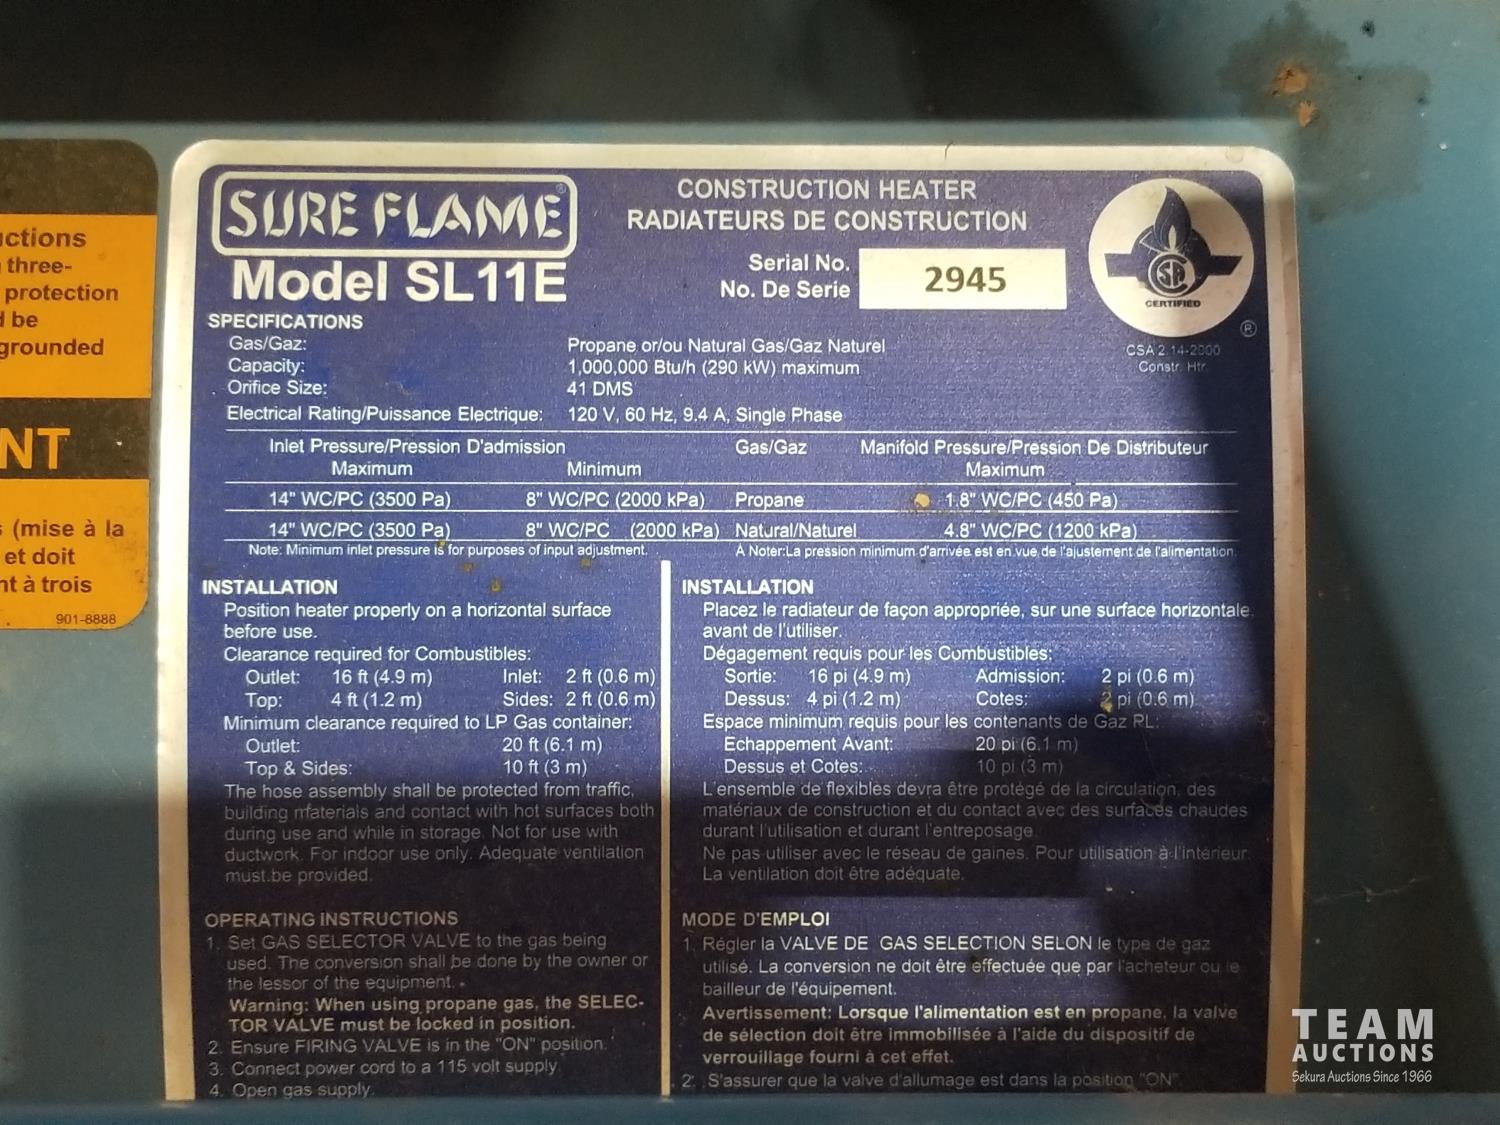 uctions
three-
protection
d be
grounded
NT
(mise à la
et doit
nt à trois
901-8888
SURE FLAME®
Model SL11E
CONSTRUCTION HEATER
RADIATEURS DE CONSTRUCTION
Serial No.
No. De Serie
2945
CERTIFIED
®
CSA 2.14-2000
Constr. Htr.
SPECIFICATIONS
Gas/Gaz: Propane or/ou Natural Gas/Gaz Naturel
Capacity: 1,000,000 Btu/h (290 kW) maximum
Orifice Size: 41 DMS
Electrical Rating/Puissance Electrique: 120 V, 60 Hz, 9.4 A, Single Phase
Inlet Pressure/Pression D'admission Gas/Gaz Manifold Pressure/Pression De Distributeur
Maximum Minimum Maximum
14" WC/PC (3500 Pa) 8" WC/PC (2000 kPa) Propane 1.8" WC/PC (450 Pa)
14" WC/PC (3500 Pa) 8" WC/PC (2000 kPa) Natural/Naturel 4.8" WC/PC (1200 kPa)
Note: Minimum inlet pressure is for purposes of input adjustment. A Noter:La pression minimum d'arrivée est en vue de l'ajustement de l'alimentation.
INSTALLATION
Position heater properly on a horizontal surface
before use.
Clearance required for Combustibles:
Outlet: 16 ft (4.9 m) Inlet: 2 ft (0.6 m)
Top: 4 ft (1.2 m) Sides: 2 ft (0.6 m)
Minimum clearance required to LP Gas container:
Outlet: 20 ft (6.1 m)
Top & Sides: 10 ft (3 m)
The hose assembly shall be protected from traffic,
building materials and contact with hot surfaces both
during use and while in storage. Not for use with
ductwork. For indoor use only. Adequate ventilation
must be provided.
OPERATING INSTRUCTIONS
1. Set GAS SELECTOR VALVE to the gas being
used. The conversion shall be done by the owner or
the lessor of the equipment.
Warning: When using propane gas, the SELEC-
TOR VALVE must be locked in position.
2. Ensure FIRING VALVE is in the "ON" position.
3. Connect power cord to a 115 volt supply.
4. Open gas supply.
INSTALLATION
Placez le radiateur de façon appropriée, sur une surface horizontale.
avant de l'utiliser.
Dégagement requis pour les Combustibles:
Sortie: 16 pi (4.9 m) Admission: 2 pi (0.6 m)
Dessus: 4 pi (1.2 m) Cotes: 2 pi (0.6 m)
Espace minimum requis pour les contenants de Gaz PL:
Echappement Avant: 20 pi (6.1 m)
Dessus et Cotes: 10 pi (3 m)
L'ensemble de flexibles devra être protégé de la circulation, des
matériaux de construction et du contact avec des surfaces chaudes
durant l'utilisation et durant l'entreposage.
Ne pas utiliser avec le réseau de gaines. Pour utilisation à l'intérieur.
La ventilation doit être adéquate.
MODE D'EMPLOI
1. Régler la VALVE DE GAS SELECTION SELON le type de gaz
utilisé. La conversion ne doit être effectuée que par l'acheteur ou le
bailleur de l'équipement.
Avertissement: Lorsque l'alimentation est en propane, la valve
de sélection doit être immobilisée à l'aide du dispositif de
verrouillage fourni à cet effet.
2. S'assurer que la valve d'allumage est dans la position "ON"
TEAM
AUCTIONS
Sekura Auctions Since 1966